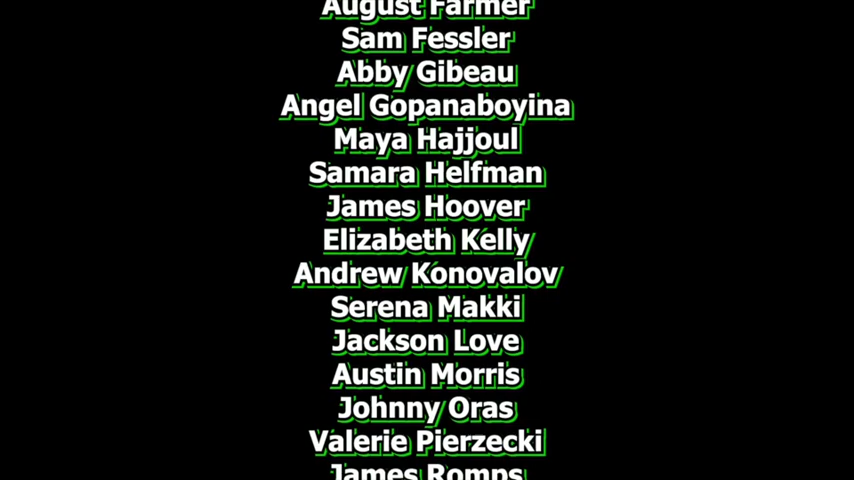 August Farmer
Sam Fessler
Abby Gibeau
Angel Gopanaboyina
Maya Hajjoul
Samara Helfman
James Hoover
Elizabeth Kelly
Andrew Konovalov
Serena Makki
Jackson Love
Austin Morris
Johnny Oras
Valerie Pierzecki
James Romps